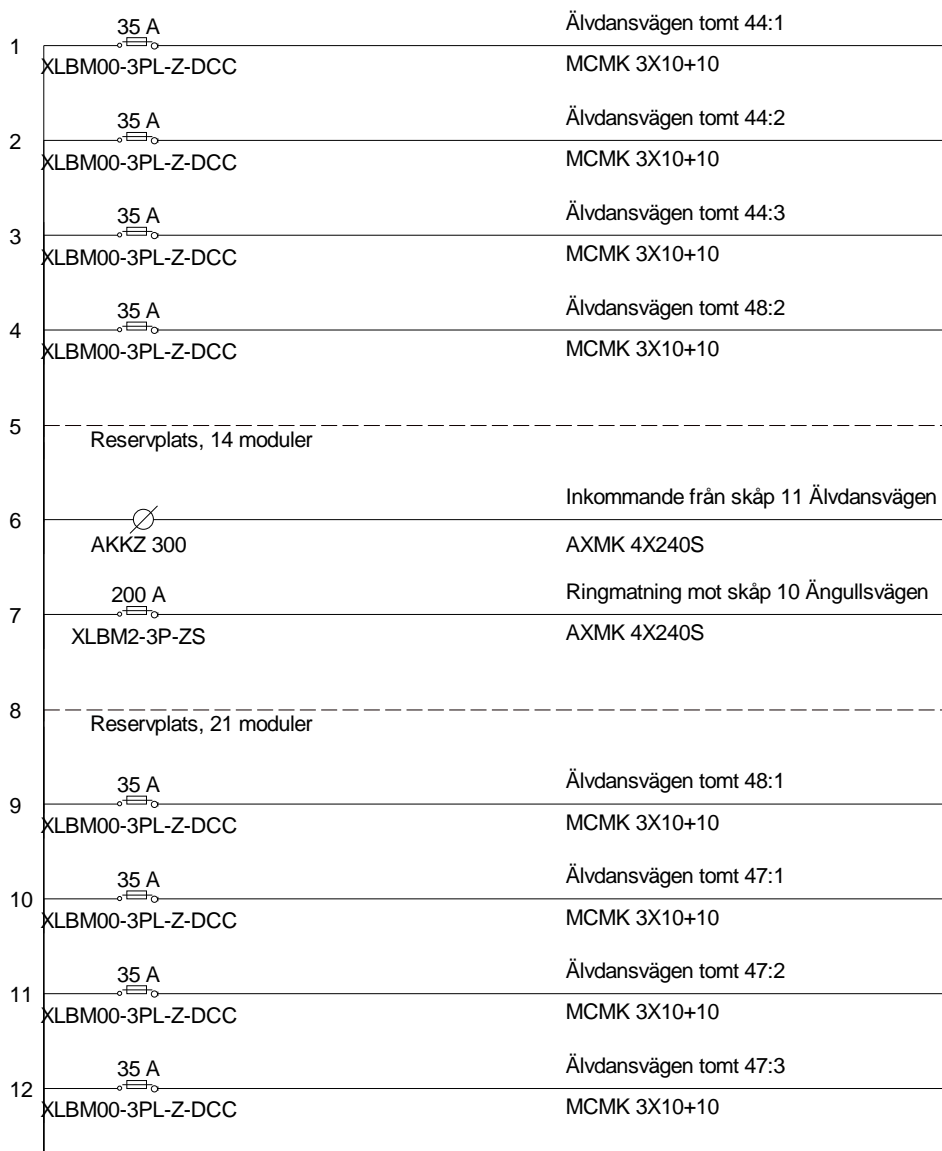 35 A
Älvdansvägen tomt 44:1
1
XLBM00-3PL-Z-DCC
MCMK 3X10+10
35 A
Älvdansvägen tomt 44:2
2
XLBM00-3PL-Z-DCC
MCMK 3X10+10
35 A
Älvdansvägen tomt 44:3
3
XLBM00-3PL-Z-DCC
MCMK 3X10+10
35 A
Älvdansvägen tomt 48:2
4
XLBM00-3PL-Z-DCC
MCMK 3X10+10
5
Reservplats, 14 moduler
Inkommande från skåp 11 Älvdansvägen
6
AKKZ 300
AXMK 4X240S
200 A
Ringmatning mot skåp 10 Ängullsvägen
7
XLBM2-3P-ZS
AXMK 4X240S
8
Reservplats, 21 moduler
35 A
Älvdansvägen tomt 48:1
9
XLBM00-3PL-Z-DCC
MCMK 3X10+10
35 A
Älvdansvägen tomt 47:1
10
XLBM00-3PL-Z-DCC
MCMK 3X10+10
35 A
Älvdansvägen tomt 47:2
11
XLBM00-3PL-Z-DCC
MCMK 3X10+10
35 A
Älvdansvägen tomt 47:3
12
XLBM00-3PL-Z-DCC
MCMK 3X10+10